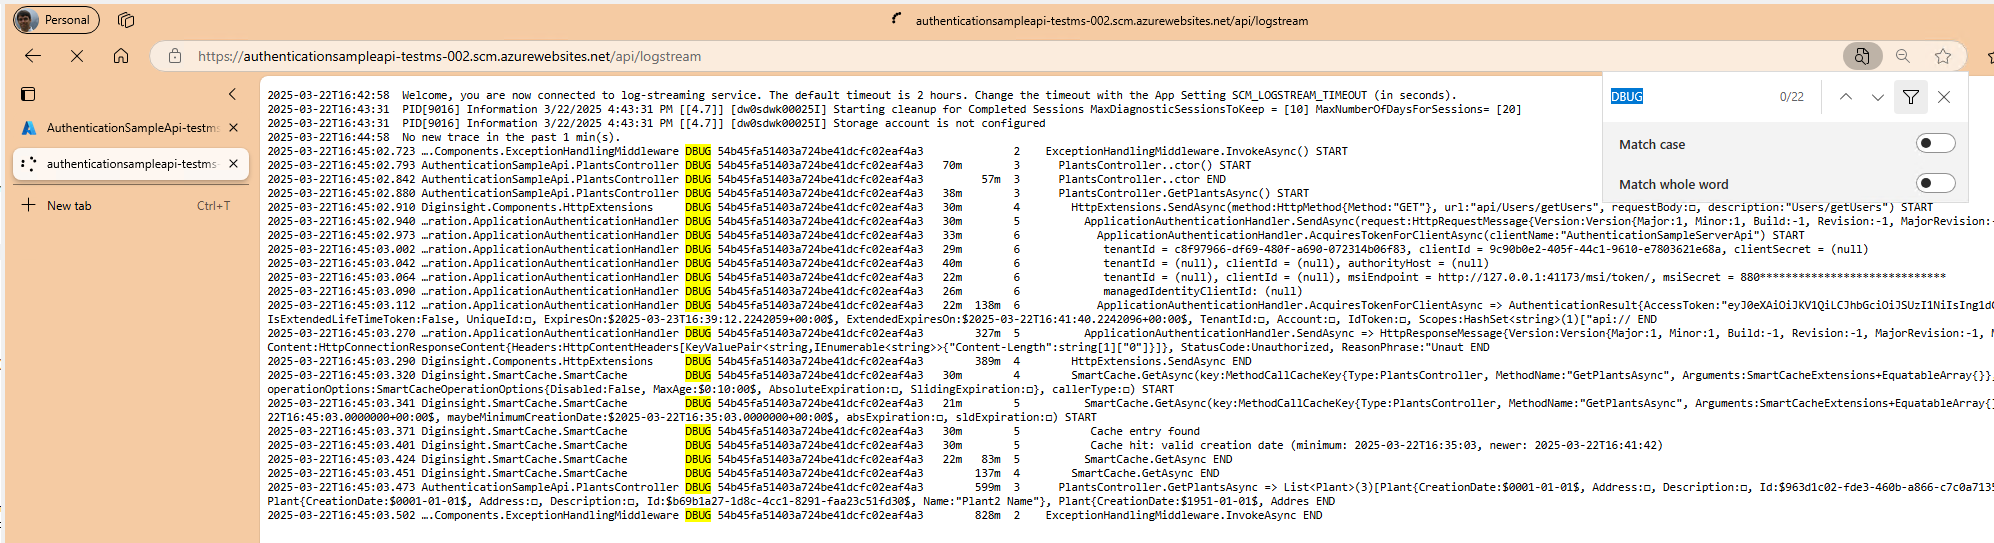 Personal
authenticationsampleapi-testms-002.scm.azurewebsites.net/api/logstream
https://authenticationsampleapi-testms-002.scm.azurewebsites.net/api/logstream
AuthenticationSampleApi-testm
authenticationsampleapi-testms-
New tab Ctrl+T
DBUG 0/22
Match case
Match whole word
2025-03-22T16:42:58 Welcome, you are now connected to log-streaming service. The default timeout is 2 hours. Change the timeout with the App Setting SCM_LOGSTREAM_TIMEOUT (in seconds).
2025-03-22T16:43:31 PID[9016] Information 3/22/2025 4:43:31 PM [[4.7]] [dw0sdwk00025I] Starting cleanup for Completed Sessions MaxDiagnosticSessionsToKeep = [10] MaxNumberOfDaysForSessions= [20]
2025-03-22T16:43:31 PID[9016] Information 3/22/2025 4:43:31 PM [[4.7]] [dw0sdwk00025I] Storage account is not configured
2025-03-22T16:44:58 No new trace in the past 1 min(s).
2025-03-22T16:45:02.723 ….Components.ExceptionHandlingMiddleware DBUG 54b45fa51403a724be41dcfc02eaf4a3 2 ExceptionHandlingMiddleware.InvokeAsync() START
2025-03-22T16:45:02.793 AuthenticationSampleApi.PlantsController DBUG 54b45fa51403a724be41dcfc02eaf4a3 70m 3 PlantsController..ctor() START
2025-03-22T16:45:02.842 AuthenticationSampleApi.PlantsController DBUG 54b45fa51403a724be41dcfc02eaf4a3 57m 3 PlantsController..ctor END
2025-03-22T16:45:02.880 AuthenticationSampleApi.PlantsController DBUG 54b45fa51403a724be41dcfc02eaf4a3 38m 3 PlantsController.GetPlantsAsync() START
2025-03-22T16:45:02.910 Diginsight.Components.HttpExtensions DBUG 54b45fa51403a724be41dcfc02eaf4a3 30m 4 HttpExtensions.SendAsync(method:HttpMethod{Method:"GET"}, url:"api/Users/getUsers", requestBody:□, description:"Users/getUsers") START
2025-03-22T16:45:02.940 …ration.ApplicationAuthenticationHandler DBUG 54b45fa51403a724be41dcfc02eaf4a3 30m 5 ApplicationAuthenticationHandler.SendAsync(request:HttpRequestMessage{Version:Version{Major:1, Minor:1, Build:-1, Revision:-1, MajorRevision:-
2025-03-22T16:45:02.973 …ration.ApplicationAuthenticationHandler DBUG 54b45fa51403a724be41dcfc02eaf4a3 33m 6 ApplicationAuthenticationHandler.AcquiresTokenForClientAsync(clientName:"AuthenticationSampleServerApi") START
2025-03-22T16:45:03.002 …ration.ApplicationAuthenticationHandler DBUG 54b45fa51403a724be41dcfc02eaf4a3 29m 6 tenantId = c8f97966-df69-480f-a690-072314b06f83, clientId = 9c90b0e2-405f-44c1-9610-e7803621e68a, clientSecret = (null)
2025-03-22T16:45:03.042 …ration.ApplicationAuthenticationHandler DBUG 54b45fa51403a724be41dcfc02eaf4a3 40m 6 tenantId = (null), clientId = (null), authorityHost = (null)
2025-03-22T16:45:03.064 …ration.ApplicationAuthenticationHandler DBUG 54b45fa51403a724be41dcfc02eaf4a3 22m 6 tenantId = (null), clientId = (null), msiEndpoint = http://127.0.0.1:41173/msi/token/, msiSecret = 880*****************************
2025-03-22T16:45:03.090 …ration.ApplicationAuthenticationHandler DBUG 54b45fa51403a724be41dcfc02eaf4a3 26m 6 managedIdentityClientId: (null)
2025-03-22T16:45:03.112 …ration.ApplicationAuthenticationHandler DBUG 54b45fa51403a724be41dcfc02eaf4a3 22m 138m 6 ApplicationAuthenticationHandler.AcquiresTokenForClientAsync => AuthenticationResult{AccessToken:"eyJ0eXAiOiJKV1QiLCJhbGciOiJSUzI1NiIsIng1d
IsExtendedLifeTimeToken:False, UniqueId:□, ExpiresOn:$2025-03-23T16:39:12.2242059+00:00$, ExtendedExpiresOn:$2025-03-22T16:41:40.2242096+00:00$, TenantId:□, Account:□, IdToken:□, Scopes:HashSet<string>(1)["api:// END
2025-03-22T16:45:03.270 …ration.ApplicationAuthenticationHandler DBUG 54b45fa51403a724be41dcfc02eaf4a3 327m 5 ApplicationAuthenticationHandler.SendAsync => HttpResponseMessage{Version:Version{Major:1, Minor:1, Build:-1, Revision:-1, MajorRevision:-1,
Content:HttpConnectionResponseContent{Headers:HttpContentHeaders[KeyValuePair<string,IEnumerable<string>>{"Content-Length":string[1]["0"]}]}, StatusCode:Unauthorized, ReasonPhrase:"Unaut END
2025-03-22T16:45:03.290 Diginsight.Components.HttpExtensions DBUG 54b45fa51403a724be41dcfc02eaf4a3 389m 4 HttpExtensions.SendAsync END
2025-03-22T16:45:03.320 Diginsight.SmartCache.SmartCache DBUG 54b45fa51403a724be41dcfc02eaf4a3 30m 4 SmartCache.GetAsync(key:MethodCallCacheKey{Type:PlantsController, MethodName:"GetPlantsAsync", Arguments:SmartCacheExtensions+EquatableArray{}},
operationOptions:SmartCacheOperationOptions{Disabled:False, MaxAge:$0:10:00$, AbsoluteExpiration:□, SlidingExpiration:□}, callerType:□) START
2025-03-22T16:45:03.341 Diginsight.SmartCache.SmartCache DBUG 54b45fa51403a724be41dcfc02eaf4a3 21m 5 SmartCache.GetAsync(key:MethodCallCacheKey{Type:PlantsController, MethodName:"GetPlantsAsync", Arguments:SmartCacheExtensions+EquatableArray{}
22T16:45:03.0000000+00:00$, maybeMinimumCreationDate:$2025-03-22T16:35:03.0000000+00:00$, absExpiration:□, sldExpiration:□) START
2025-03-22T16:45:03.371 Diginsight.SmartCache.SmartCache DBUG 54b45fa51403a724be41dcfc02eaf4a3 30m 5 Cache entry found
2025-03-22T16:45:03.401 Diginsight.SmartCache.SmartCache DBUG 54b45fa51403a724be41dcfc02eaf4a3 30m 5 Cache hit: valid creation date (minimum: 2025-03-22T16:35:03, newer: 2025-03-22T16:41:42)
2025-03-22T16:45:03.424 Diginsight.SmartCache.SmartCache DBUG 54b45fa51403a724be41dcfc02eaf4a3 22m 83m 5 SmartCache.GetAsync END
2025-03-22T16:45:03.451 Diginsight.SmartCache.SmartCache DBUG 54b45fa51403a724be41dcfc02eaf4a3 137m 4 SmartCache.GetAsync END
2025-03-22T16:45:03.473 AuthenticationSampleApi.PlantsController DBUG 54b45fa51403a724be41dcfc02eaf4a3 599m 3 PlantsController.GetPlantsAsync => List<Plant>(3)[Plant{CreationDate:$0001-01-01$, Address:□, Description:□, Id:$963d1c02-fde3-460b-a866-c7c0a7135
Plant{CreationDate:$0001-01-01$, Address:□, Description:□, Id:$b69b1a27-1d8c-4cc1-8291-faa23c51fd30$, Name:"Plant2 Name"}, Plant{CreationDate:$1951-01-01$, Addres END
2025-03-22T16:45:03.502 ….Components.ExceptionHandlingMiddleware DBUG 54b45fa51403a724be41dcfc02eaf4a3 828m 2 ExceptionHandlingMiddleware.InvokeAsync END